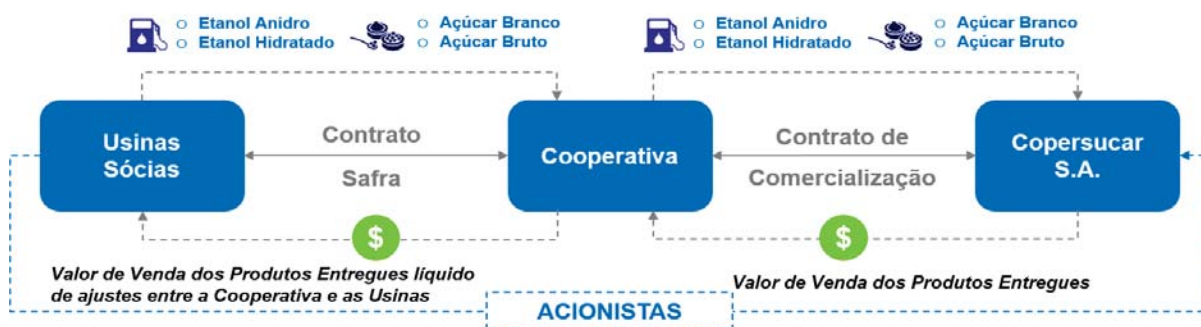 o Etanol Anidro
o Etanol Hidratado
o Açúcar Branco
o Açúcar Bruto
o Etanol Anidro
o Etanol Hidratado
o Açúcar Branco
o Açúcar Bruto
Usinas
Sócias
Contrato
Safra
Cooperativa
Contrato de
Comercialização
Copersucar
S.A.
$
$
Valor de Venda dos Produtos Entregues líquido
de ajustes entre a Cooperativa e as Usinas
Valor de Venda dos Produtos Entregues
ACIONISTAS